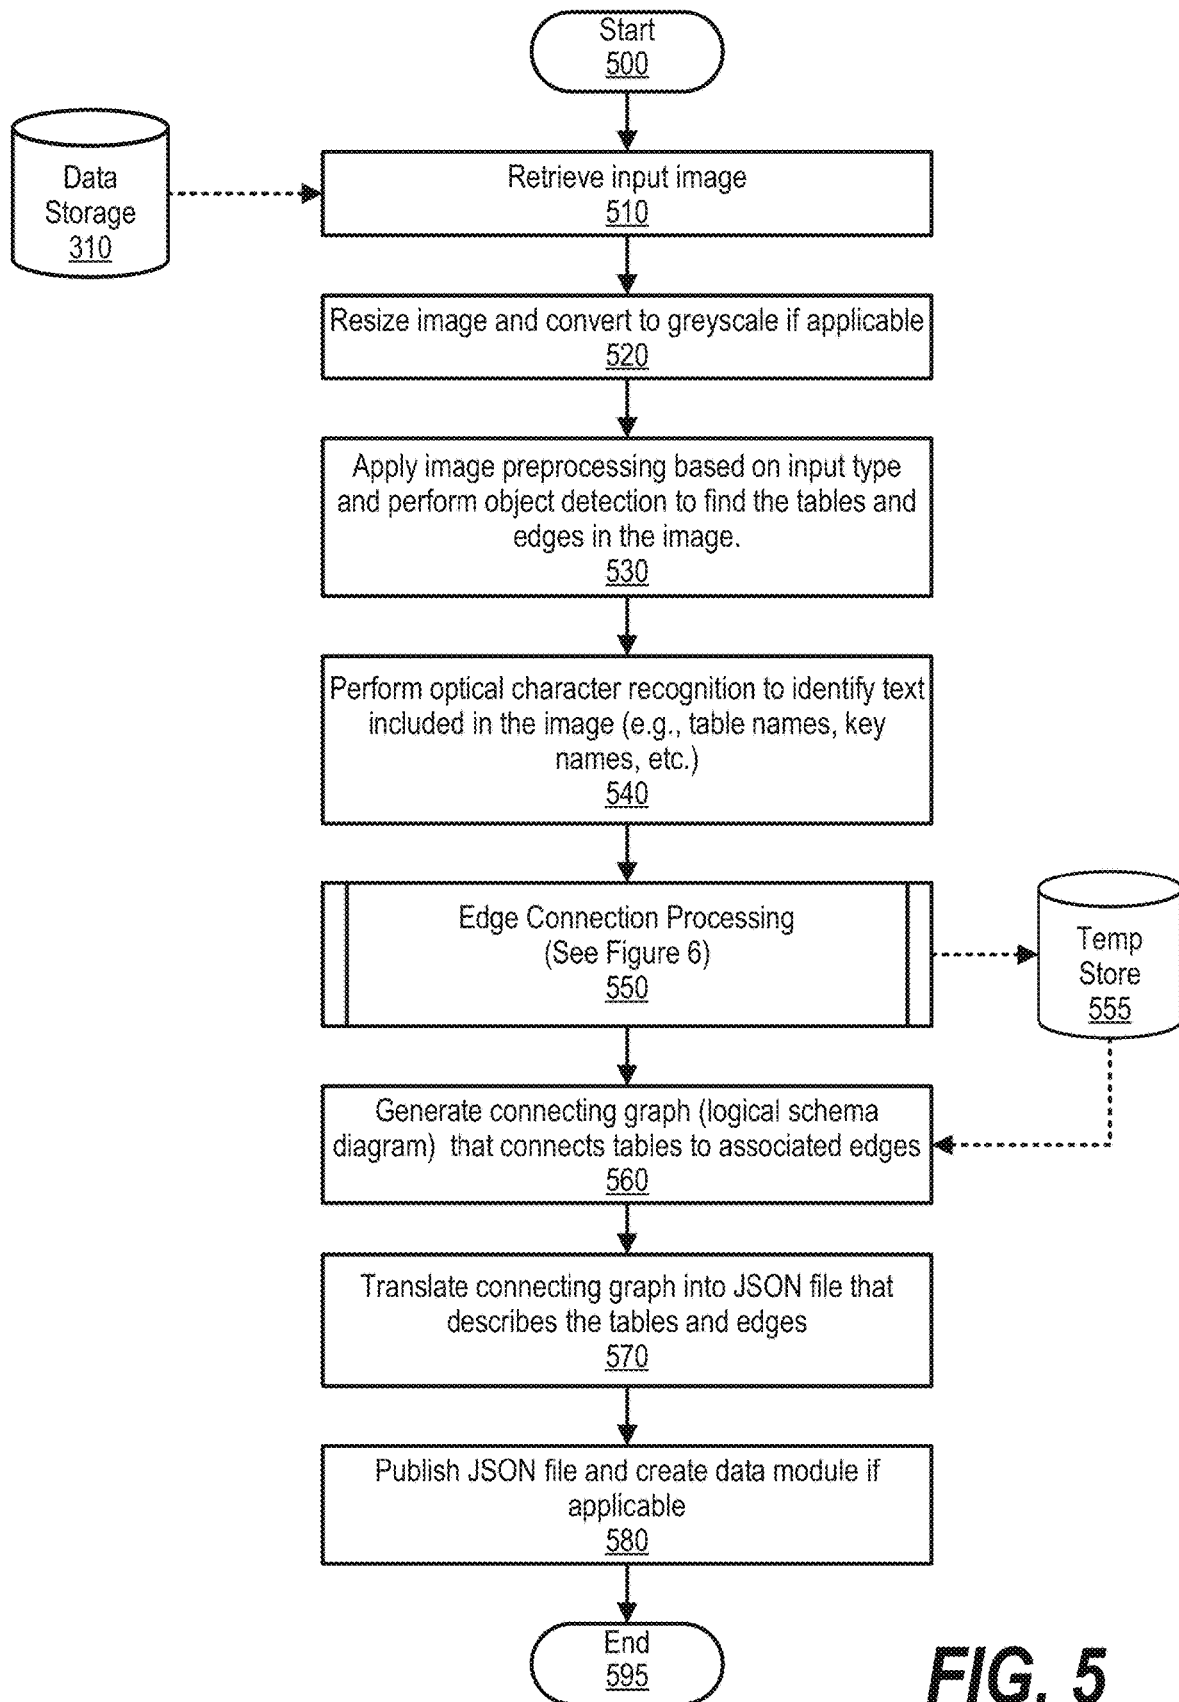 Start
500
Data
Storage
310
Retrieve input image
510
Resize image and convert to greyscale if applicable
520
Apply image preprocessing based on input type
and perform object detection to find the tables and
edges in the image.
530
Perform optical character recognition to identify text
included in the image (e.g., table names, key
names, etc.)
540
Edge Connection Processing
(See Figure 6)
550
Temp
Store
555
Generate connecting graph (logical schema
diagram) that connects tables to associated edges
560
Translate connecting graph into JSON file that
describes the tables and edges
570
Publish JSON file and create data module if
applicable
580
End
595
FIG. 5